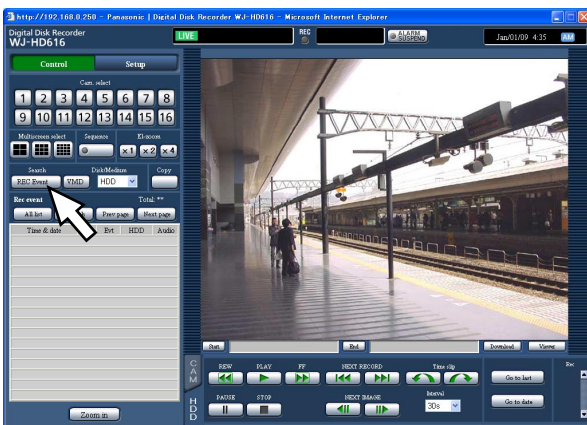 http://192.168.0.250 - Panasonic | Digital Disk Recorder WJ-HD616 - Microsoft Internet Explorer
Digital Disk Recorder
WJ-HD616
LIVE
REC
ALARM
SUSPEND
Jan/01/09 4:35 AM
Control Setup
Cam. select
1 2 3 4 5 6 7 8
9 10 11 12 13 14 15 16
Multiscreen select Sequence El-zoom
x1 x2 x4
Search Disk/Medium Copy
REC Event VMD HDD
Rec event Total: **
All list Prev page Next page
Time & date Evt HDD Audio
Zoom in
Start End Download Viewer
CAM
REW PLAY FF NEXT RECORD Time slip
Go to last
Rec
HDD
PAUSE STOP NEXT IMAGE Interval
30s
Go to date